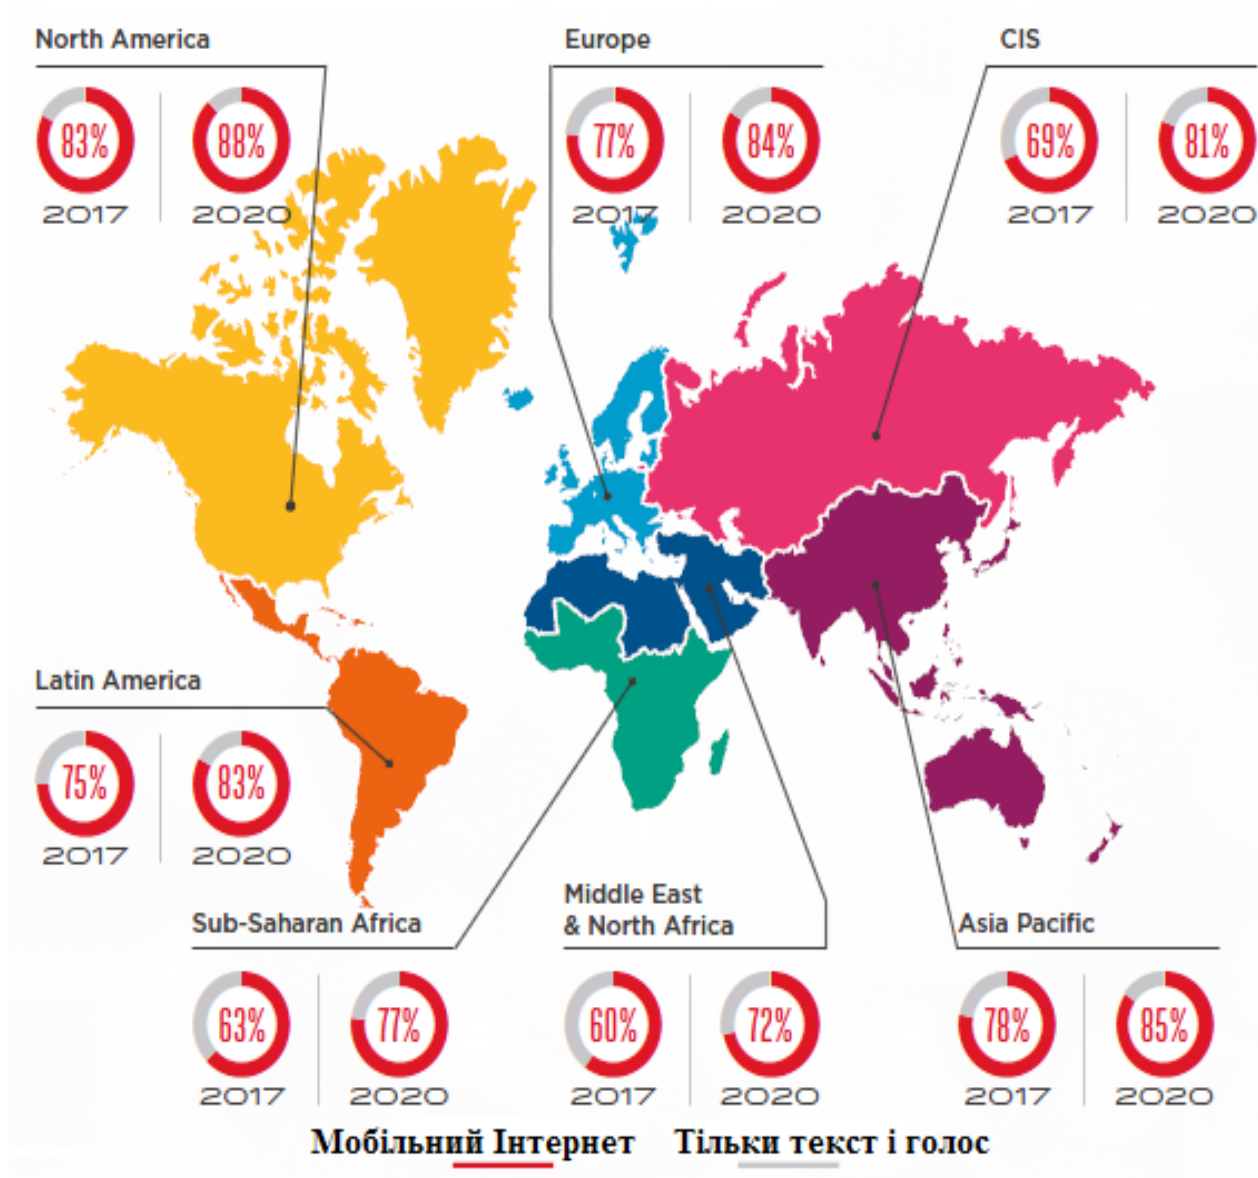 North America
83%
2017
88%
2020
Europe
77%
2017
84%
2020
CIS
69%
2017
81%
2020
Latin America
75%
2017
83%
2020
Sub-Saharan Africa
63%
2017
77%
2020
Middle East
& North Africa
60%
2017
72%
2020
Asia Pacific
78%
2017
85%
2020
Мобільний Інтернет
Тільки текст і голос